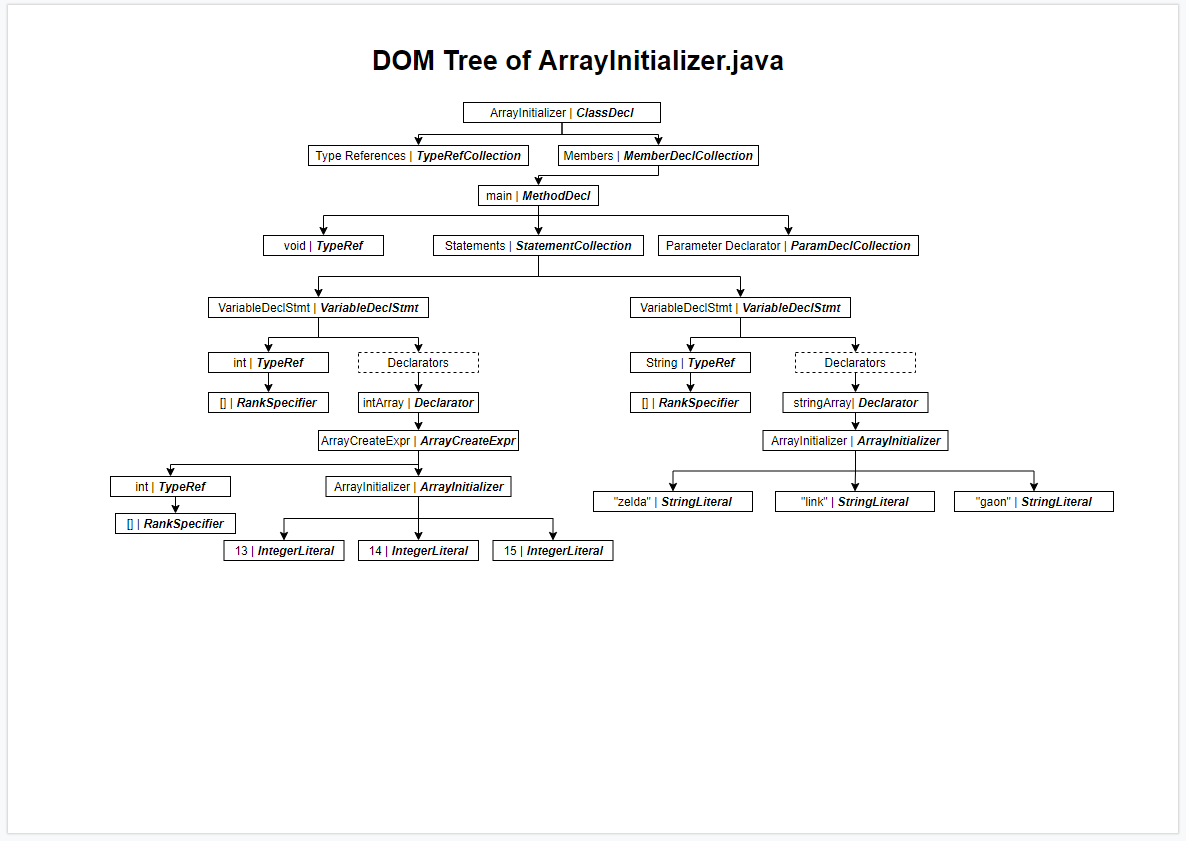 DOM Tree of ArrayInitializer.java
ArrayInitializer | ClassDecl
Type References | TypeRefCollection
Members | MemberDeclCollection
main | MethodDecl
void | TypeRef
Statements | StatementCollection
Parameter Declarator | ParamDeclCollection
VariableDeclStmt | VariableDeclStmt
VariableDeclStmt | VariableDeclStmt
int | TypeRef
Declarators
String | TypeRef
Declarators
[] | RankSpecifier
intArray | Declarator
[] | RankSpecifier
stringArray| Declarator
ArrayCreateExpr | ArrayCreateExpr
ArrayInitializer | ArrayInitializer
int | TypeRef
ArrayInitializer | ArrayInitializer
"zelda" | StringLiteral
"link" | StringLiteral
"gaon" | StringLiteral
[] | RankSpecifier
13 | IntegerLiteral
14 | IntegerLiteral
15 | IntegerLiteral